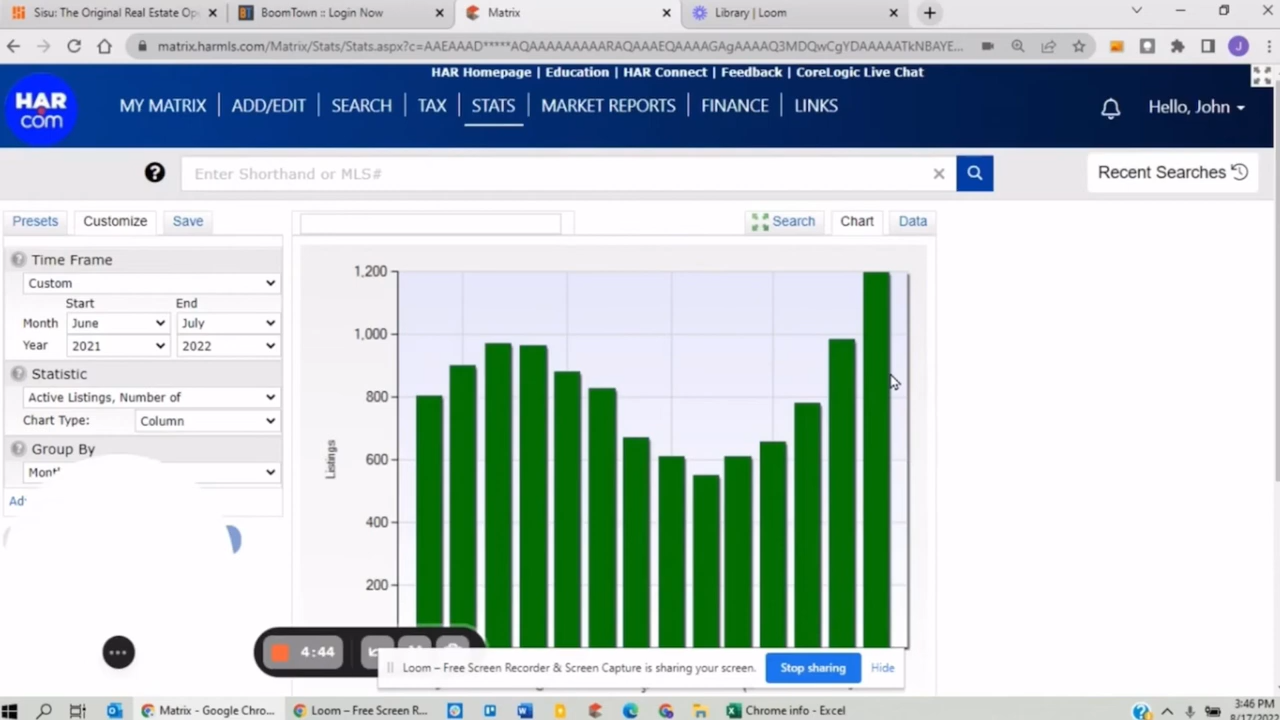 Sisu: The Original Real Estate Op
BoomTown :: Login Now
Matrix
Library | Loom
matrix.harmls.com/Matrix/Stats/Stats.aspx?c=AAEAAAD*****AQAAAAAAAAARAQAAAEQAAAAGAgAAAAQ3MDQwCgYDAAAAATkNBAYE...
J
HAR Homepage | Education | HAR Connect | Feedback | CoreLogic Live Chat
HAR
com
MY MATRIX | ADD/EDIT | SEARCH | TAX | STATS | MARKET REPORTS | FINANCE | LINKS
Hello, John
Enter Shorthand or MLS#
Recent Searches
Presets
Customize
Save
Search
Chart
Data
Time Frame
Custom
Start
End
Month
June
July
Year
2021
2022
Statistic
Active Listings, Number of
Chart Type:
Column
Group By
Ad
1,200
1,000
800
600
400
200
Listings
4:44
Loom – Free Screen Recorder & Screen Capture is sharing your screen.
Stop sharing
Hide
Matrix - Google Chro...
Loom – Free Screen R...
Chrome info - Excel
3:46 PM